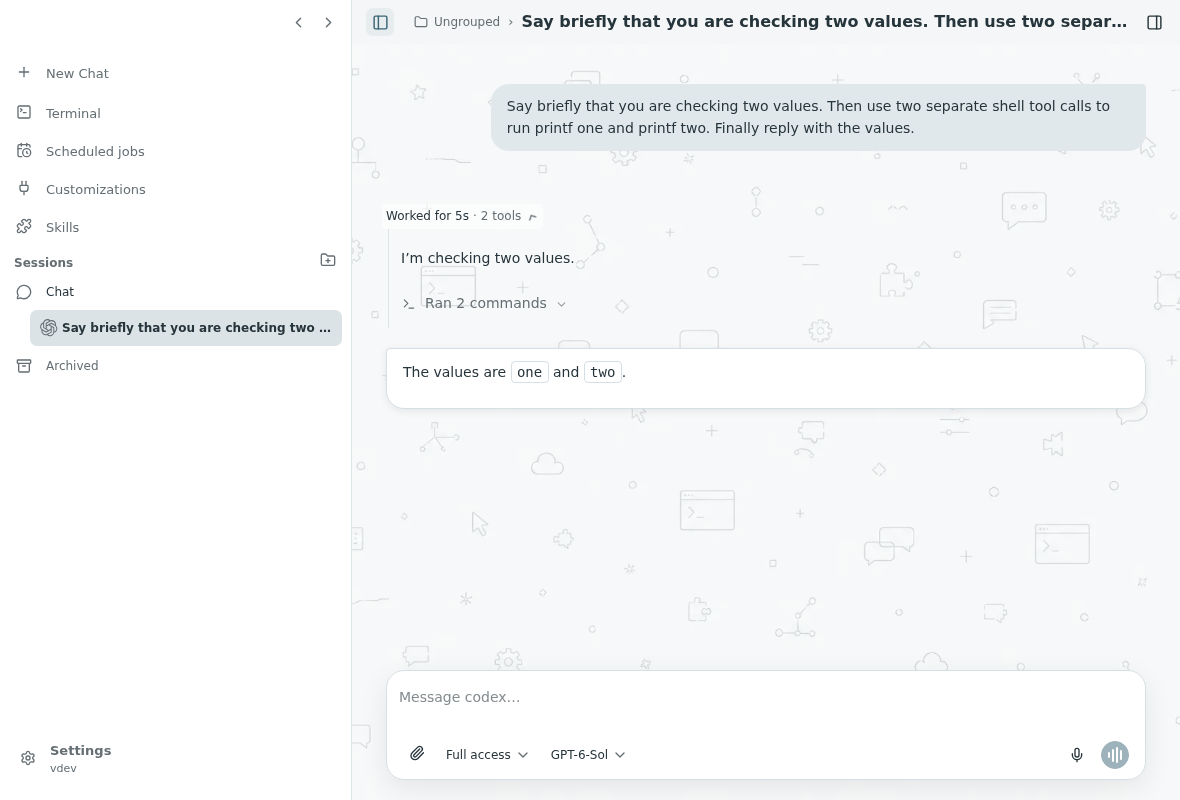 Ungrouped › Say briefly that you are checking two values. Then use two separ...
New Chat
Terminal
Scheduled jobs
Customizations
Skills
Sessions
Chat
Say briefly that you are checking two ...
Archived
Settings
vdev
Say briefly that you are checking two values. Then use two separate shell tool calls to
run printf one and printf two. Finally reply with the values.
Worked for 5s · 2 tools
I’m checking two values.
Ran 2 commands
The values are one and two.
Message codex...
Full access
GPT-6-Sol